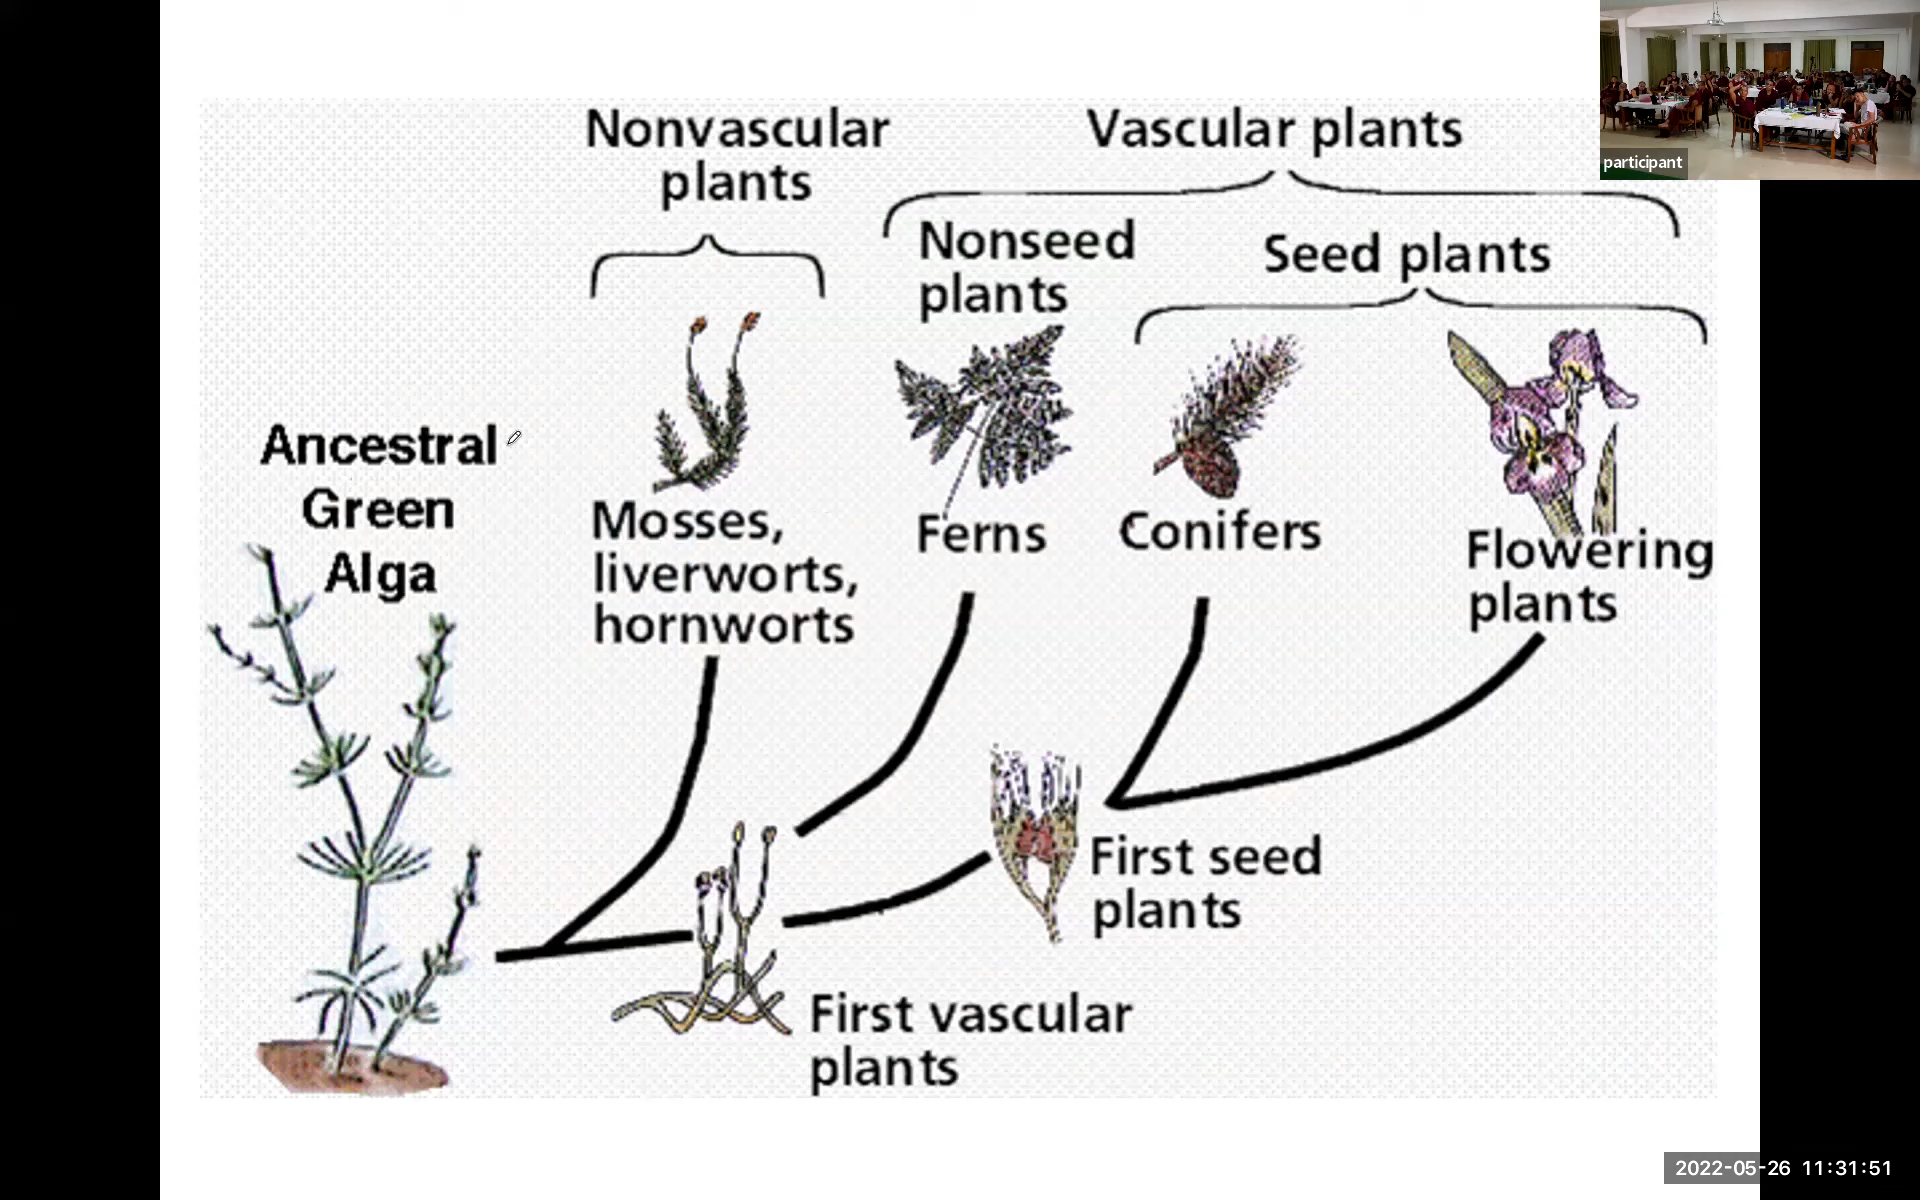 Nonvascular
plants
Vascular plants
Nonseed
plants
Seed plants
Ancestral
Green
Alga
Mosses,
liverworts,
hornworts
Ferns
Conifers
Flowering
plants
First seed
plants
First vascular
plants
participant
2022-05-26 11:31:51